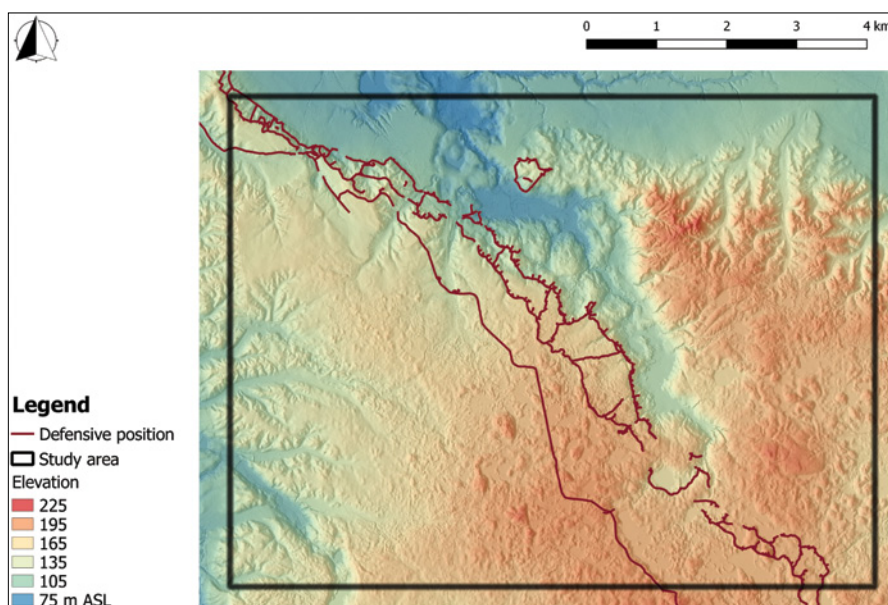 0 1 2 3 4 km
Legend
Defensive position
Study area
Elevation
225
195
165
135
105
75 m ASL